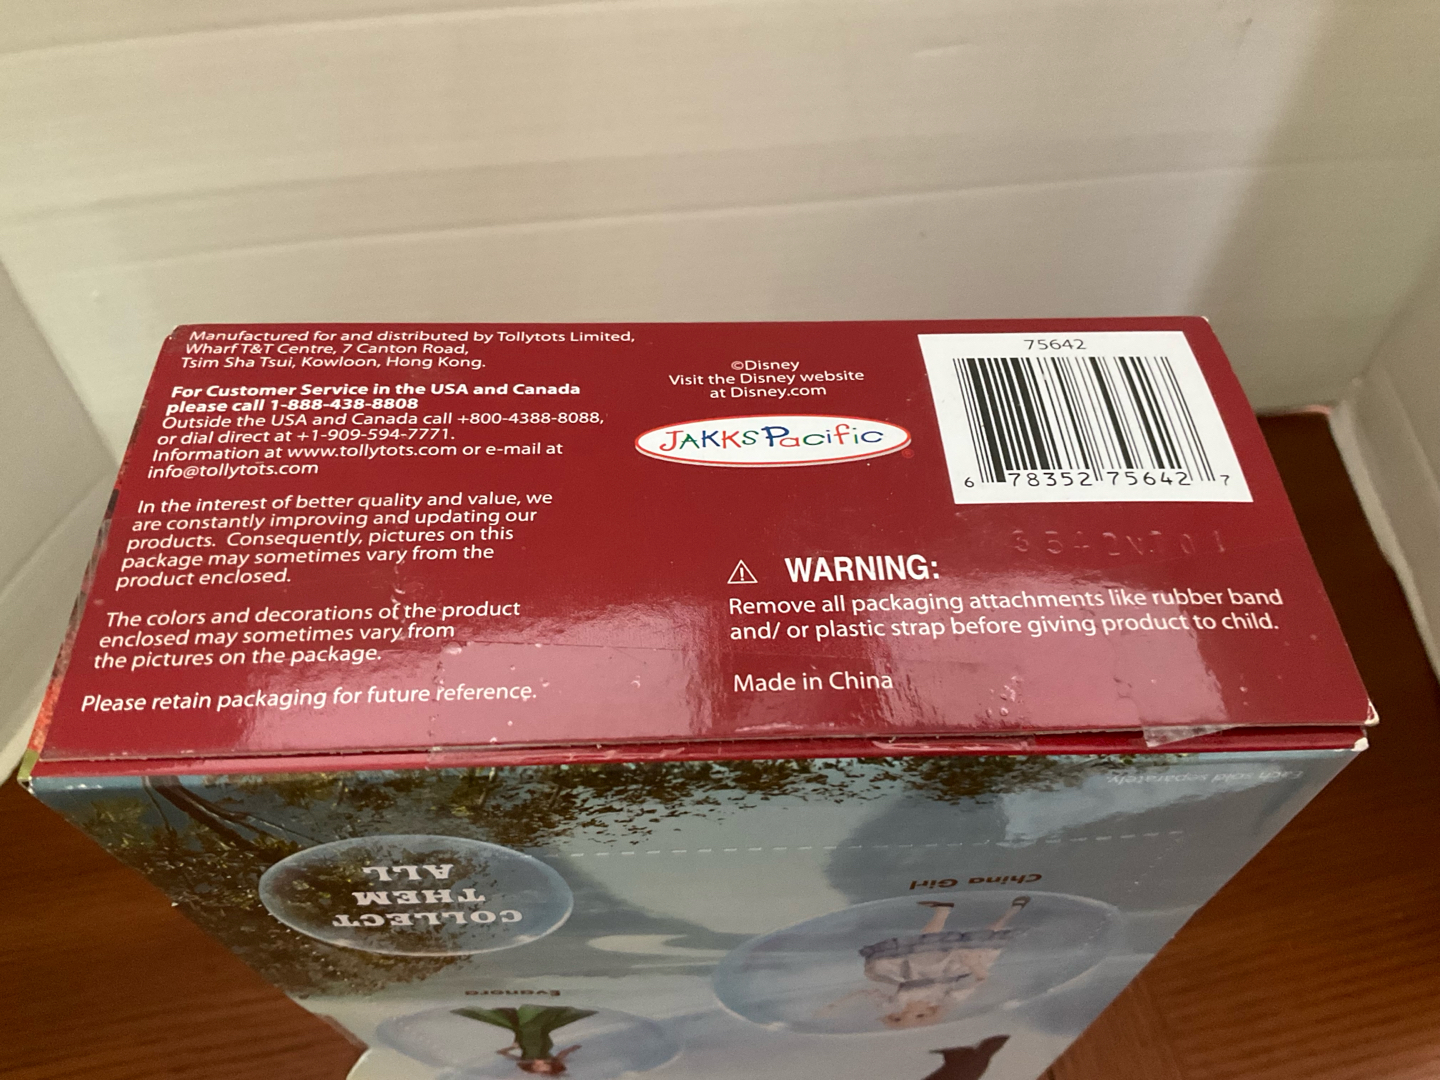 Manufactured for and distributed by Tollytots Limited,
Wharf T&T Centre, 7 Canton Road,
Tsim Sha Tsui, Kowloon, Hong Kong.
For Customer Service in the USA and Canada
please call 1-888-438-8808
Outside the USA and Canada call +800-4388-8088,
or dial direct at +1-909-594-7771.
Information at www.tollytots.com or e-mail at
info@tollytots.com
In the interest of better quality and value, we
are constantly improving and updating our
products. Consequently, pictures on this
package may sometimes vary from the
product enclosed.
The colors and decorations of the product
enclosed may sometimes vary from
the pictures on the package.
Please retain packaging for future reference.
©Disney
Visit the Disney website
at Disney.com
JAKKS Pacific®
75642
6 78352 75642 7
⚠ WARNING:
Remove all packaging attachments like rubber band
and/ or plastic strap before giving product to child.
Made in China
Each sold separately.
China Girl
COLLECT
THEM
ALL
Evanora